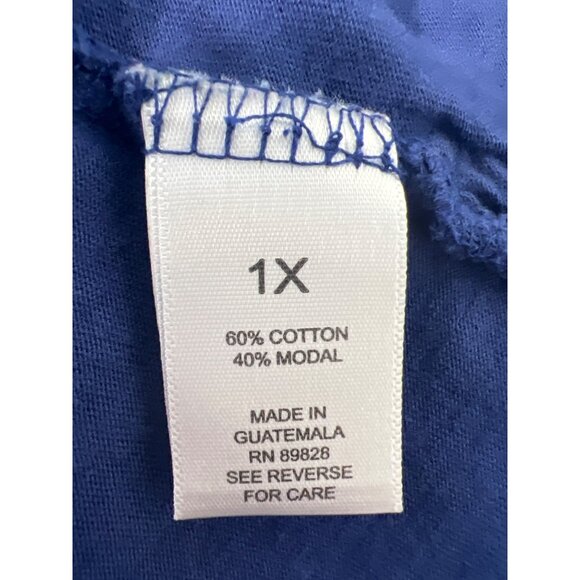 1X
60% COTTON
40% MODAL
MADE IN
GUATEMALA
RN 89828
SEE REVERSE
FOR CARE